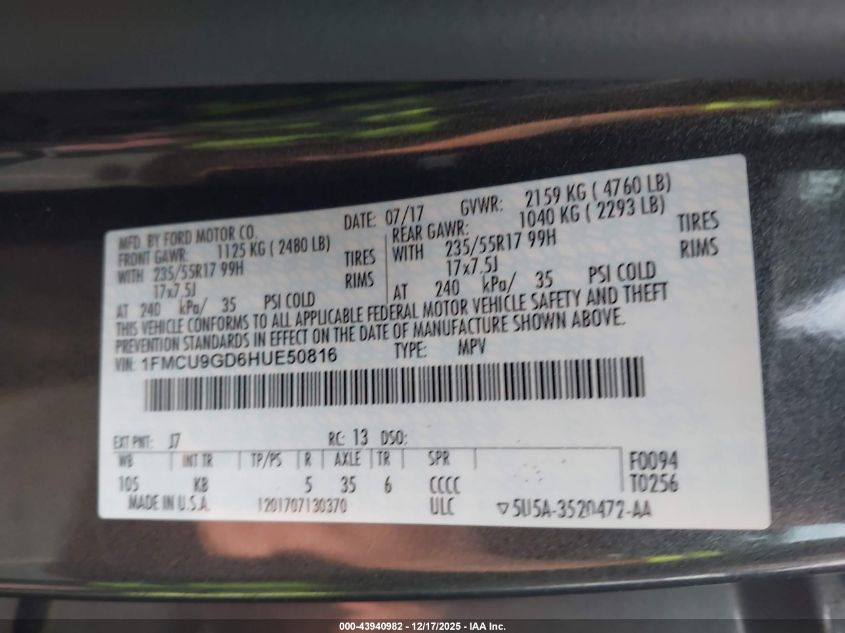 MFD. BY FORD MOTOR CO. DATE: 07/17 GVWR: 2159 KG ( 4760 LB)
FRONT GAWR: 1125 KG ( 2480 LB) REAR GAWR: 1040 KG ( 2293 LB)
WITH 235/55R17 99H TIRES WITH 235/55R17 99H TIRES
17x7.5J RIMS 17x7.5J RIMS
AT 240 kPa/ 35 PSI COLD AT 240 kPa/ 35 PSI COLD
THIS VEHICLE CONFORMS TO ALL APPLICABLE FEDERAL MOTOR VEHICLE SAFETY AND THEFT
PREVENTION STANDARDS IN EFFECT ON THE DATE OF MANUFACTURE SHOWN ABOVE.
VIN: 1FMCU9GD6HUE50816 TYPE: MPV
EXT PNT: J7 RC: 13 DSO:
WB INT TR TP/PS R AXLE TR SPR F0094
105 KB 5 35 6 CCCC T0256
MADE IN U.S.A. 1201707130370 ULC ▽5U5A-3520472-AA
000-43940982 - 12/17/2025 - IAA Inc.